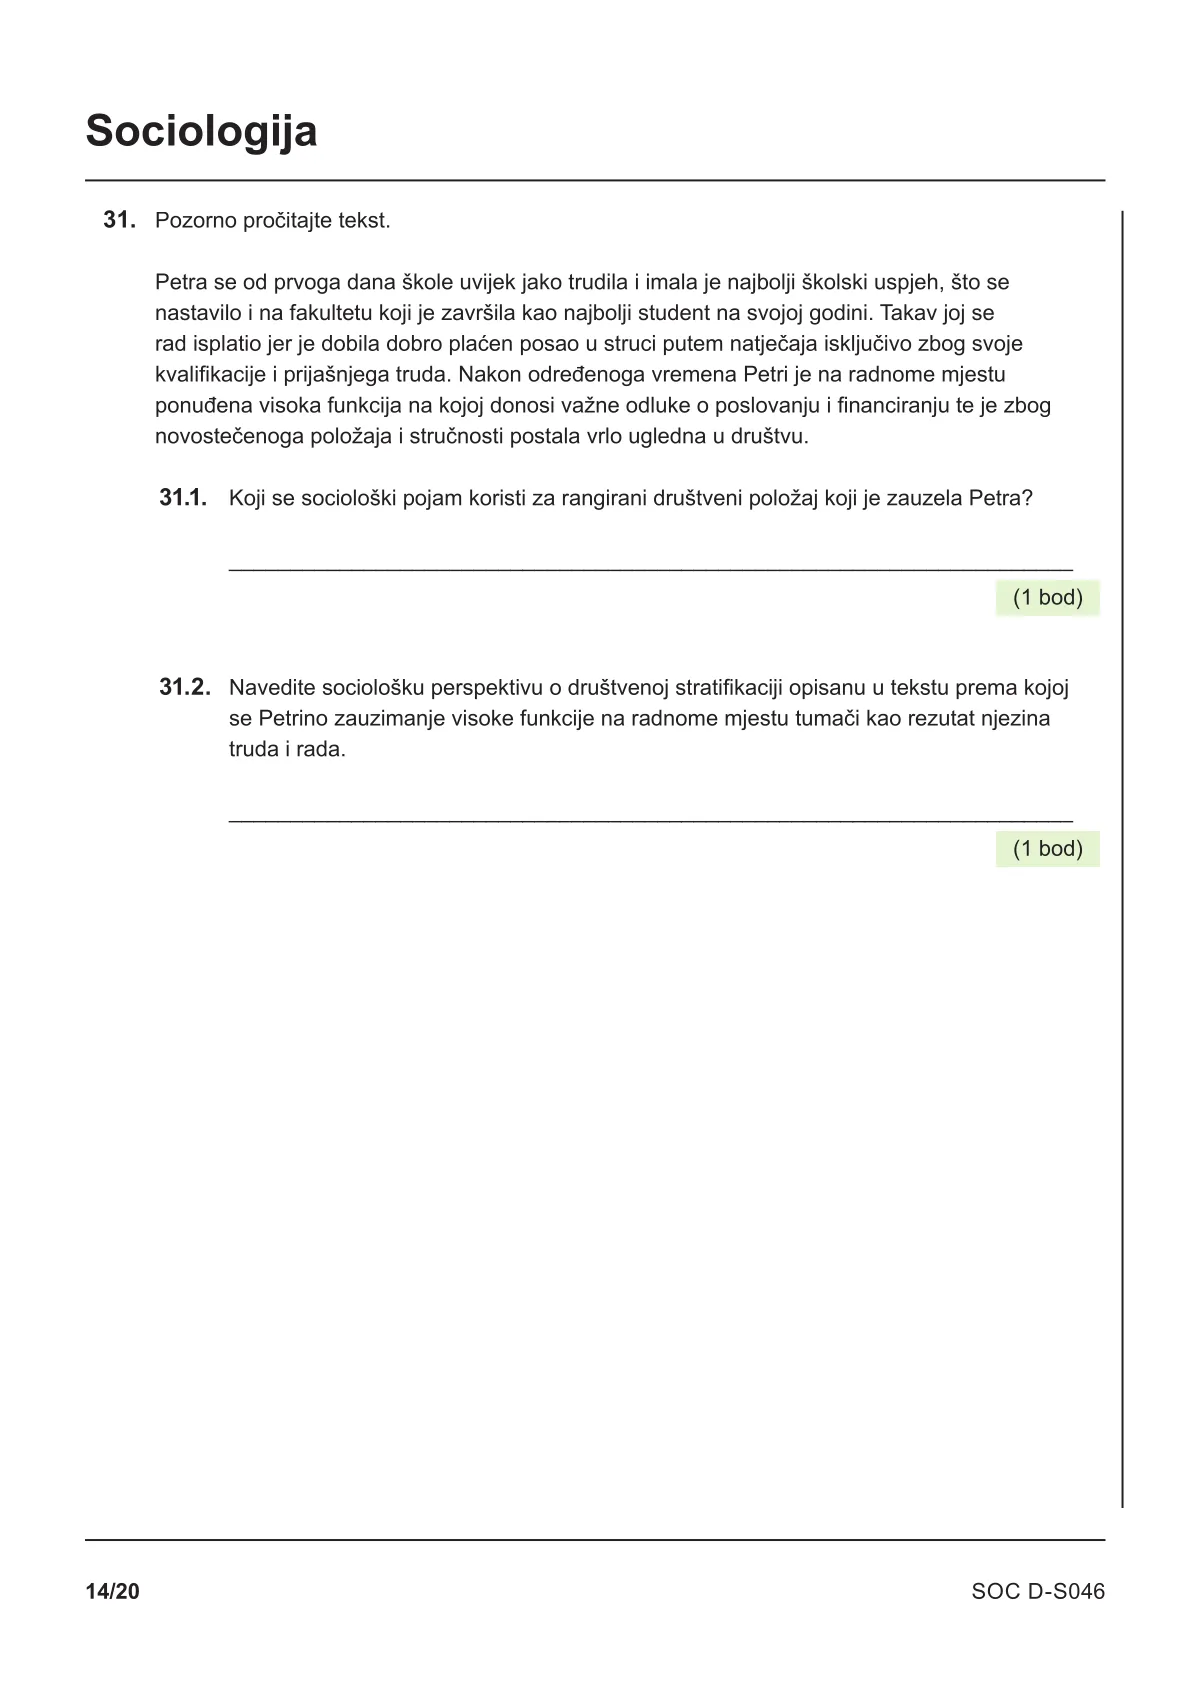 Sociologija
31. Pozorno pročitajte tekst.
Petra se od prvoga dana škole uvijek jako trudila i imala je najbolji školski uspjeh, što se
nastavilo i na fakultetu koji je završila kao najbolji student na svojoj godini. Takav joj se
rad isplatio jer je dobila dobro plaćen posao u struci putem natječaja isključivo zbog svoje
kvalifikacije i prijašnjega truda. Nakon određenoga vremena Petri je na radnome mjestu
ponuđena visoka funkcija na kojoj donosi važne odluke o poslovanju i financiranju te je zbog
novostečenoga položaja i stručnosti postala vrlo ugledna u društvu.
31.1. Koji se sociološki pojam koristi za rangirani društveni položaj koji je zauzela Petra?
(1 bod)
31.2. Navedite sociološku perspektivu o društvenoj stratifikaciji opisanu u tekstu prema kojoj
se Petrino zauzimanje visoke funkcije na radnome mjestu tumači kao rezutat njezina
truda i rada.
(1 bod)
14/20
SOC D-S046